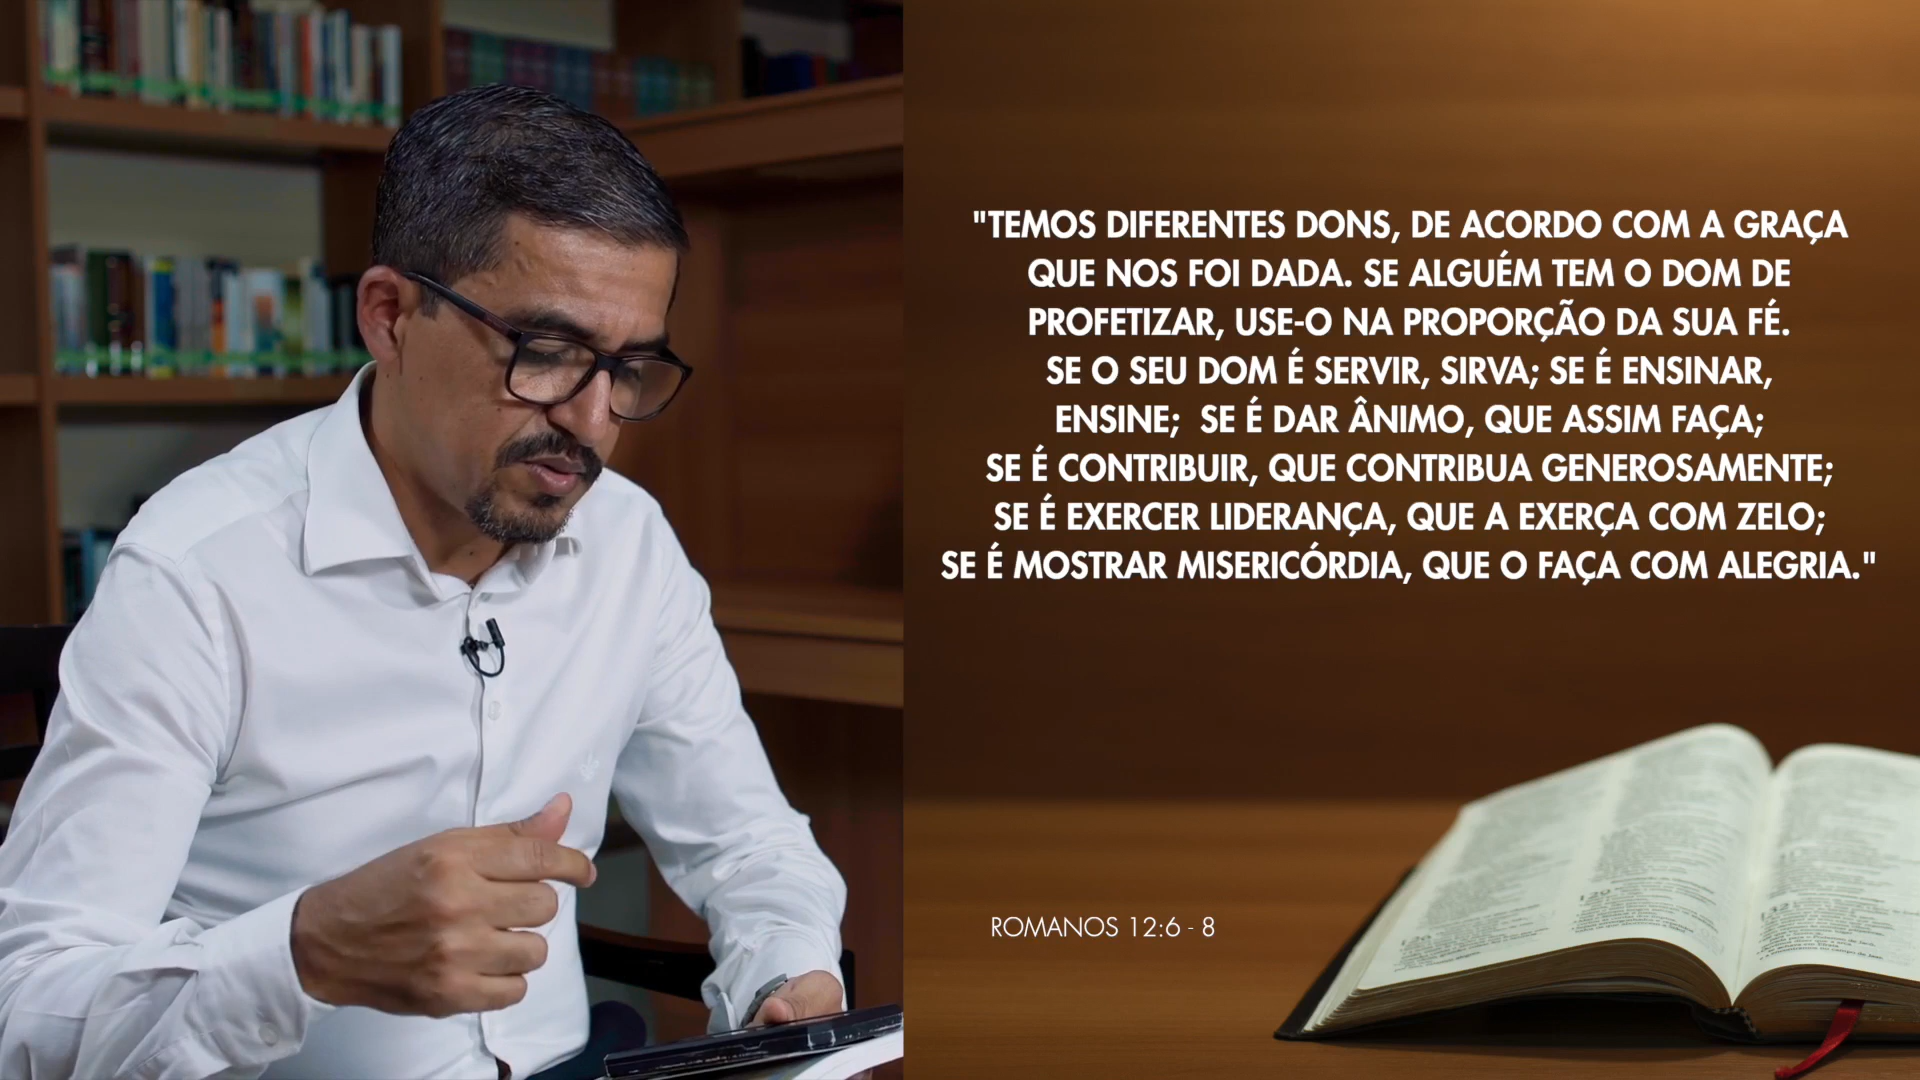 "TEMOS DIFERENTES DONS, DE ACORDO COM A GRAÇA
QUE NOS FOI DADA. SE ALGUÉM TEM O DOM DE
PROFETIZAR, USE-O NA PROPORÇÃO DA SUA FÉ.
SE O SEU DOM É SERVIR, SIRVA; SE É ENSINAR,
ENSINE;  SE É DAR ÂNIMO, QUE ASSIM FAÇA;
SE É CONTRIBUIR, QUE CONTRIBUA GENEROSAMENTE;
SE É EXERCER LIDERANÇA, QUE A EXERÇA COM ZELO;
SE É MOSTRAR MISERICÓRDIA, QUE O FAÇA COM ALEGRIA."
ROMANOS 12:6 - 8